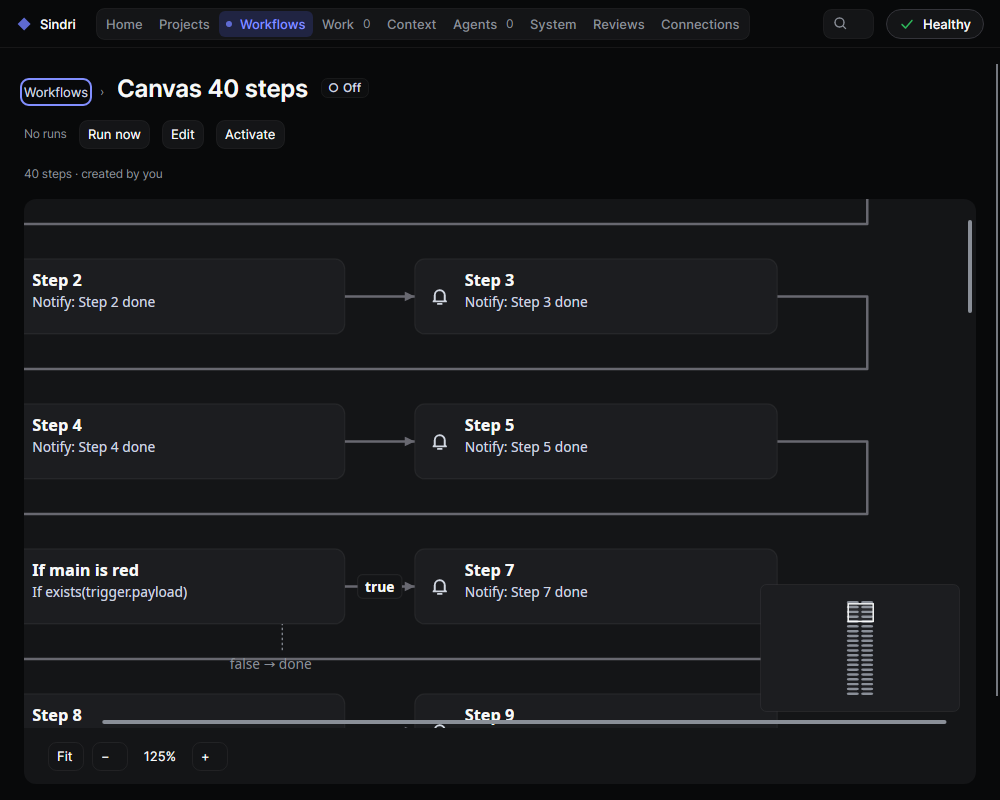 Sindri
Home Projects Workflows Work 0 Context Agents 0 System Reviews Connections
Healthy
Workflows › Canvas 40 steps Off
No runs Run now Edit Activate
40 steps · created by you
Step 2
Notify: Step 2 done
Step 3
Notify: Step 3 done
Step 4
Notify: Step 4 done
Step 5
Notify: Step 5 done
If main is red
If exists(trigger.payload)
true
Step 7
Notify: Step 7 done
false → done
Step 8
Step 9
Fit − 125% +